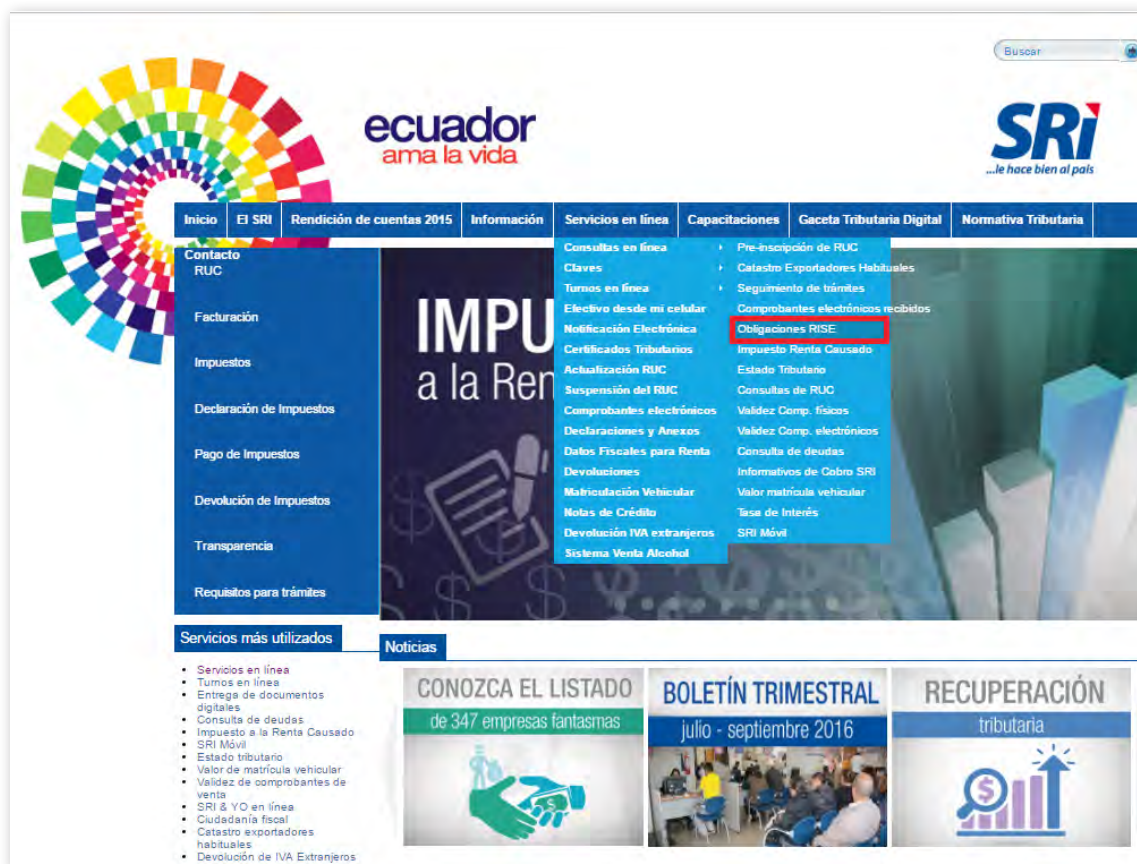 Buscar
ecuador
ama la vida
SRi
...le hace bien al país
Inicio
El SRI
Rendición de cuentas 2015
Información
Servicios en línea
Capacitaciones
Gaceta Tributaria Digital
Normativa Tributaria
Contacto
RUC
Facturación
Impuestos
Declaración de Impuestos
Pago de Impuestos
Devolución de Impuestos
Transparencia
Requisitos para trámites
IMPU
a la Ren
Consultas en línea
Claves
Turnos en línea
Efectivo desde mi celular
Notificación Electrónica
Certificados Tributarios
Actualización RUC
Suspensión del RUC
Comprobantes electrónicos
Declaraciones y Anexos
Datos Fiscales para Renta
Devoluciones
Matriculación Vehicular
Notas de Crédito
Devolución IVA extranjeros
Sistema Venta Alcohol
Pre-inscripción de RUC
Catastro Exportadores Habituales
Seguimiento de trámites
Comprobantes electrónicos recibidos
Obligaciones RISE
Impuesto Renta Causado
Estado Tributario
Consultas de RUC
Validez Comp. físicos
Validez Comp. electrónicos
Consulta de deudas
Informativos de Cobro SRI
Valor matrícula vehicular
Tasa de Interés
SRI Móvil
Servicios más utilizados
Servicios en línea
Turnos en línea
Entrega de documentos
digitales
Consulta de deudas
Impuesto a la Renta Causado
SRI Móvil
Estado tributario
Valor de matrícula vehicular
Validez de comprobantes de
venta
SRI & YO en línea
Ciudadanía fiscal
Catastro exportadores
habituales
Devolución de IVA Extranjeros
Noticias
CONOZCA EL LISTADO
de 347 empresas fantasmas
BOLETÍN TRIMESTRAL
julio - septiembre 2016
RECUPERACIÓN
tributaria